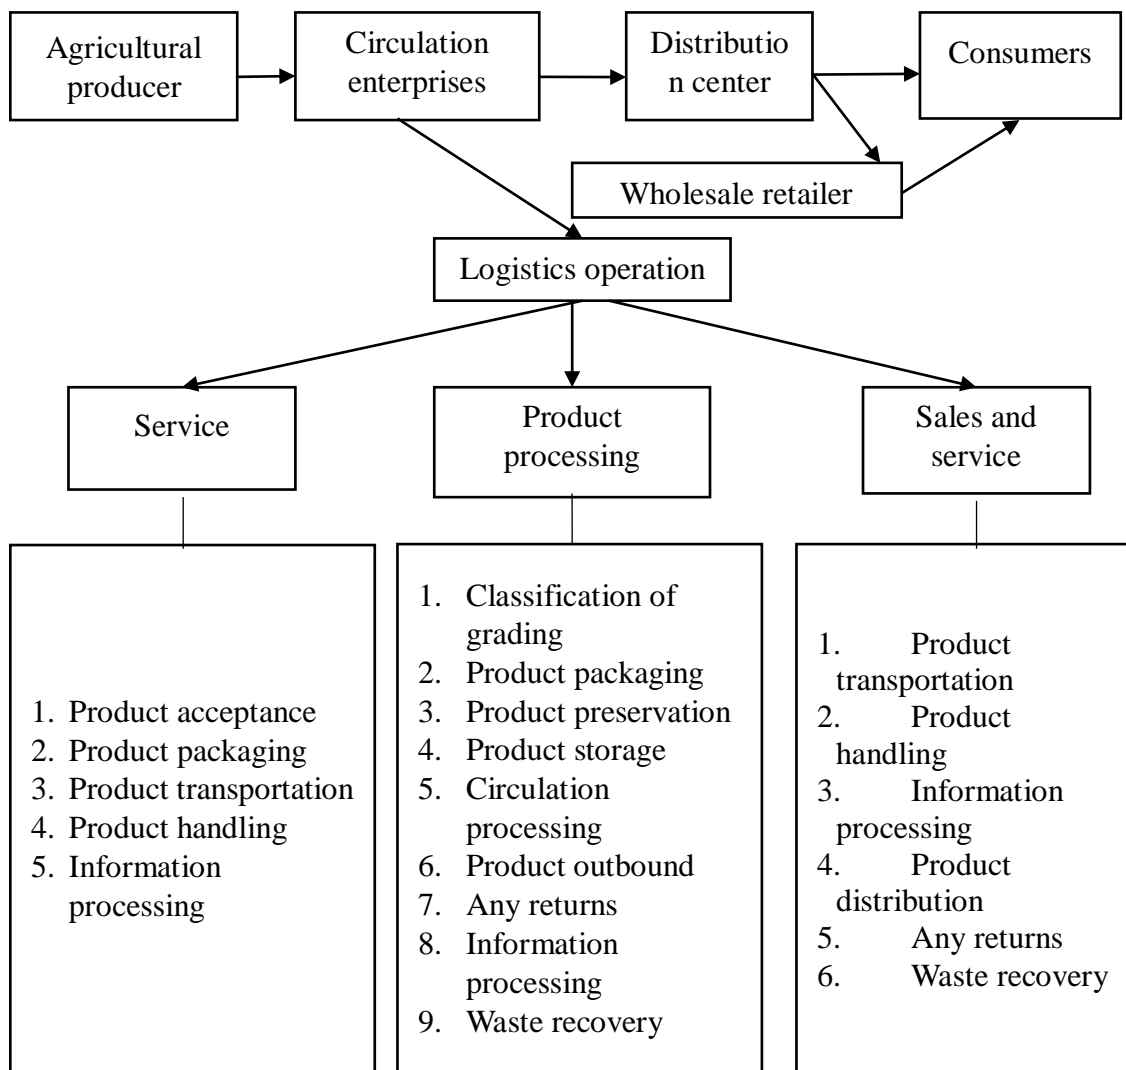 Agricultural
producer
Circulation
enterprises
Distributio
n center
Consumers
Wholesale retailer
Logistics operation
Service
Product
processing
Sales and
service
1. Product acceptance
2. Product packaging
3. Product transportation
4. Product handling
5. Information
processing
1. Classification of
grading
2. Product packaging
3. Product preservation
4. Product storage
5. Circulation
processing
6. Product outbound
7. Any returns
8. Information
processing
9. Waste recovery
1. Product
transportation
2. Product
handling
3. Information
processing
4. Product
distribution
5. Any returns
6. Waste recovery